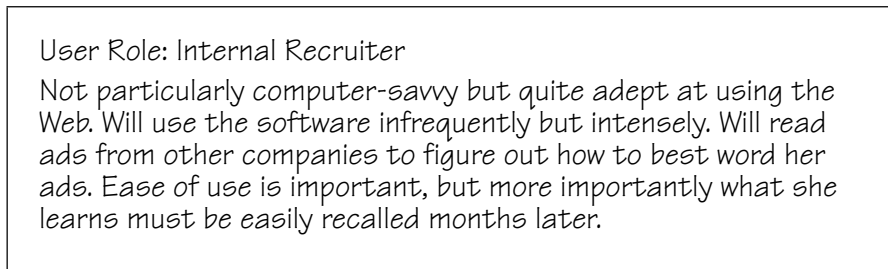 User Role: Internal Recruiter
Not particularly computer-savvy but quite adept at using the
Web. Will use the software infrequently but intensely. Will read
ads from other companies to figure out how to best word her
ads. Ease of use is important, but more importantly what she
learns must be easily recalled months later.